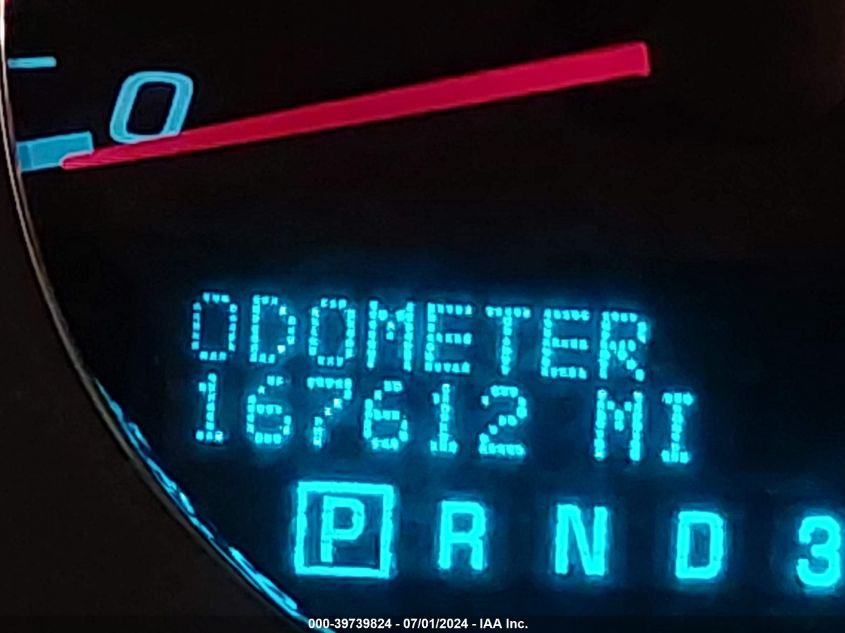 0
ODOMETER
167612 MI
P R N D 3
000-39739824 - 07/01/2024 - IAA Inc.